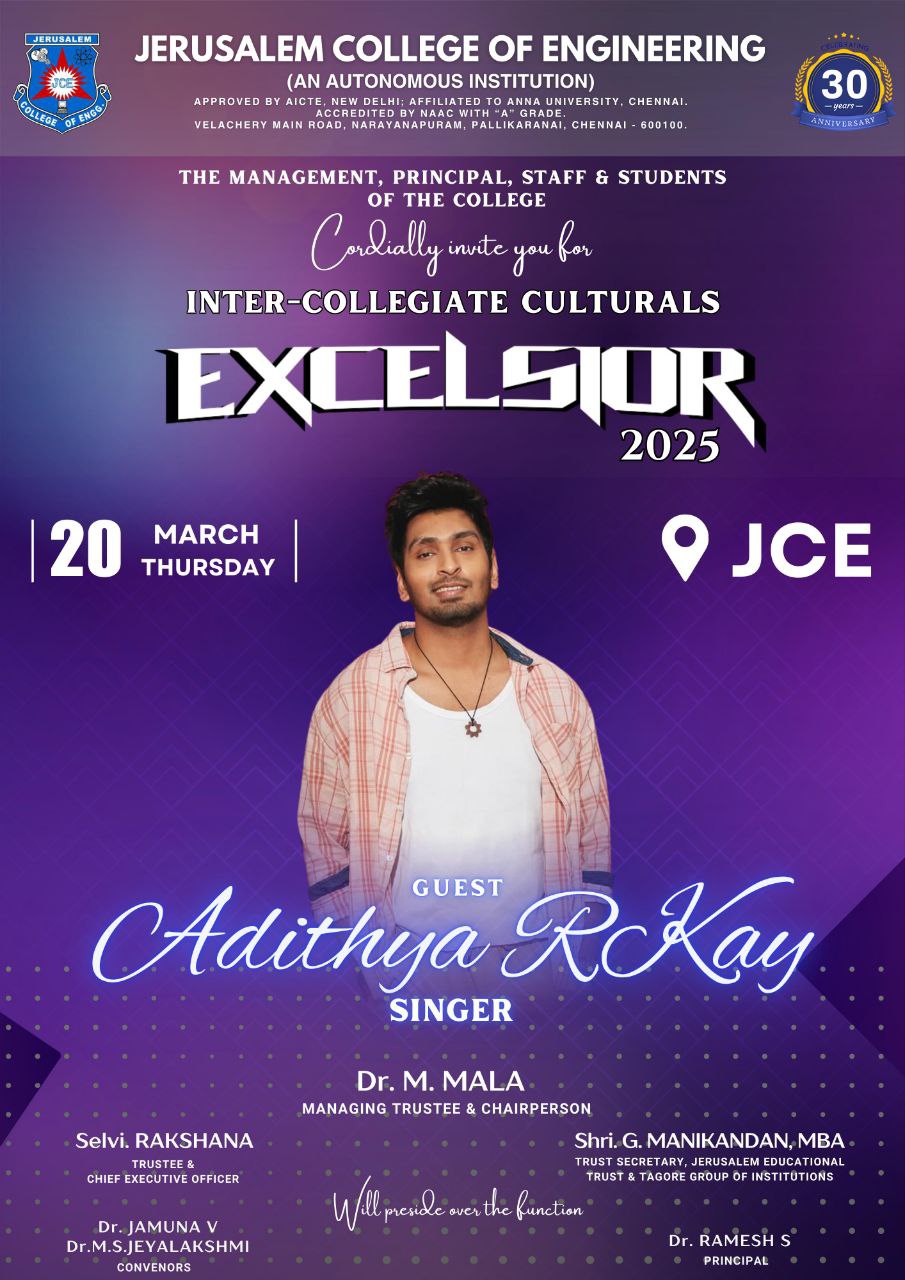 JERUSALEM
JCE
COLLEGE OF ENGG.
JERUSALEM COLLEGE OF ENGINEERING
(AN AUTONOMOUS INSTITUTION)
APPROVED BY AICTE, NEW DELHI; AFFILIATED TO ANNA UNIVERSITY, CHENNAI.
ACCREDITED BY NAAC WITH “A” GRADE.
VELACHERY MAIN ROAD, NARAYANAPURAM, PALLIKARANAI, CHENNAI - 600100.
CELEBRATING
30
years
ANNIVERSARY
THE MANAGEMENT, PRINCIPAL, STAFF & STUDENTS
OF THE COLLEGE
Cordially invite you for
INTER-COLLEGIATE CULTURALS
EXCELSIOR
2025
20 MARCH
THURSDAY
JCE
GUEST
Adithya RKay
SINGER
Dr. M. MALA
MANAGING TRUSTEE & CHAIRPERSON
Selvi. RAKSHANA
TRUSTEE &
CHIEF EXECUTIVE OFFICER
Shri. G. MANIKANDAN, MBA
TRUST SECRETARY, JERUSALEM EDUCATIONAL
TRUST & TAGORE GROUP OF INSTITUTIONS
Will preside over the function
Dr. JAMUNA V
Dr.M.S.JEYALAKSHMI
CONVENORS
Dr. RAMESH S
PRINCIPAL